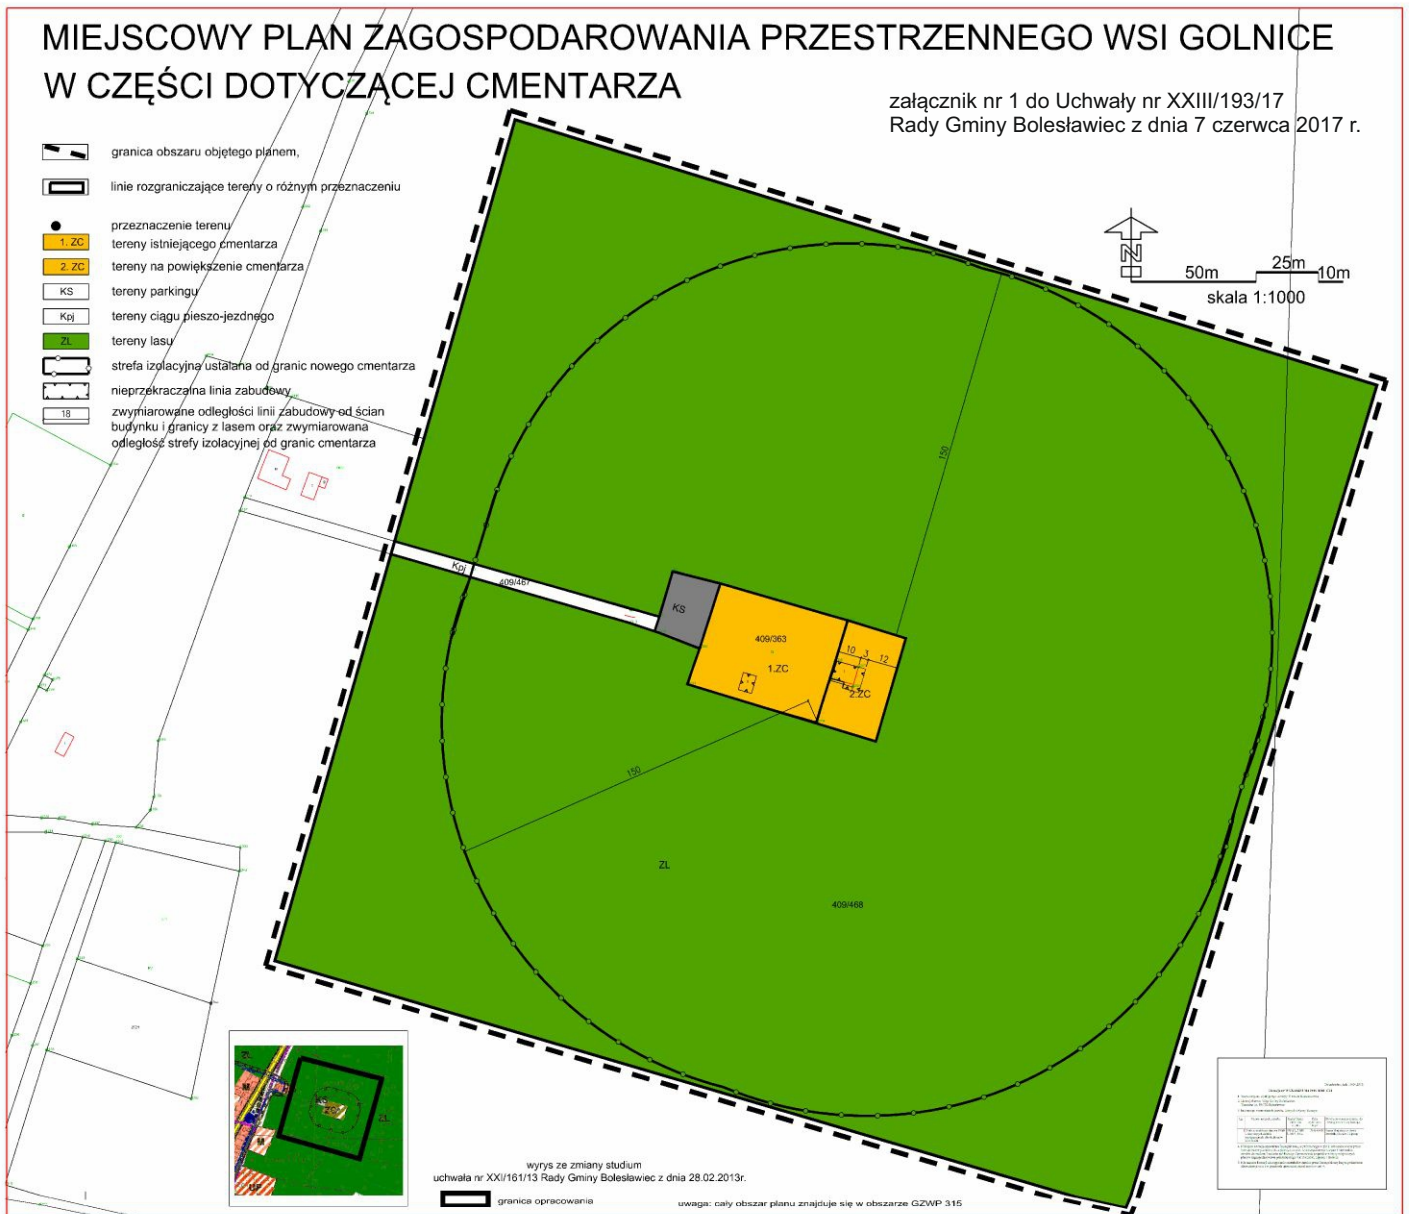 MIEJSCOWY PLAN ZAGOSPODAROWANIA PRZESTRZENNEGO WSI GOLNICE
W CZĘŚCI DOTYCZĄCEJ CMENTARZA
załącznik nr 1 do Uchwały nr XXIII/193/17
Rady Gminy Bolesławiec z dnia 7 czerwca 2017 r.
granica obszaru objętego planem,
linie rozgraniczające tereny o różnym przeznaczeniu
przeznaczenie terenu
1. ZC tereny istniejącego cmentarza
2. ZC tereny na powiększenie cmentarza
KS tereny parkingu
Kpj tereny ciągu pieszo-jezdnego
ZL tereny lasu
strefa izolacyjna ustalana od granic nowego cmentarza
nieprzekraczalna linia zabudowy
18 zwymiarowane odległości linii zabudowy od ścian
budynku i granicy z lasem oraz zwymiarowana
odległość strefy izolacyjnej od granic cmentarza
N
50m 25m 10m
skala 1:1000
150
Kpj
409/467
KS
409/363
1.ZC
10 3 12
2.ZC
150
ZL
409/468
ZL
M
KS
ZC
ZL
M
UP
wyrys ze zmiany studium
uchwała nr XXI/161/13 Rady Gminy Bolesławiec z dnia 28.02.2013r.
granica opracowania
uwaga: cały obszar planu znajduje się w obszarze GZWP 315